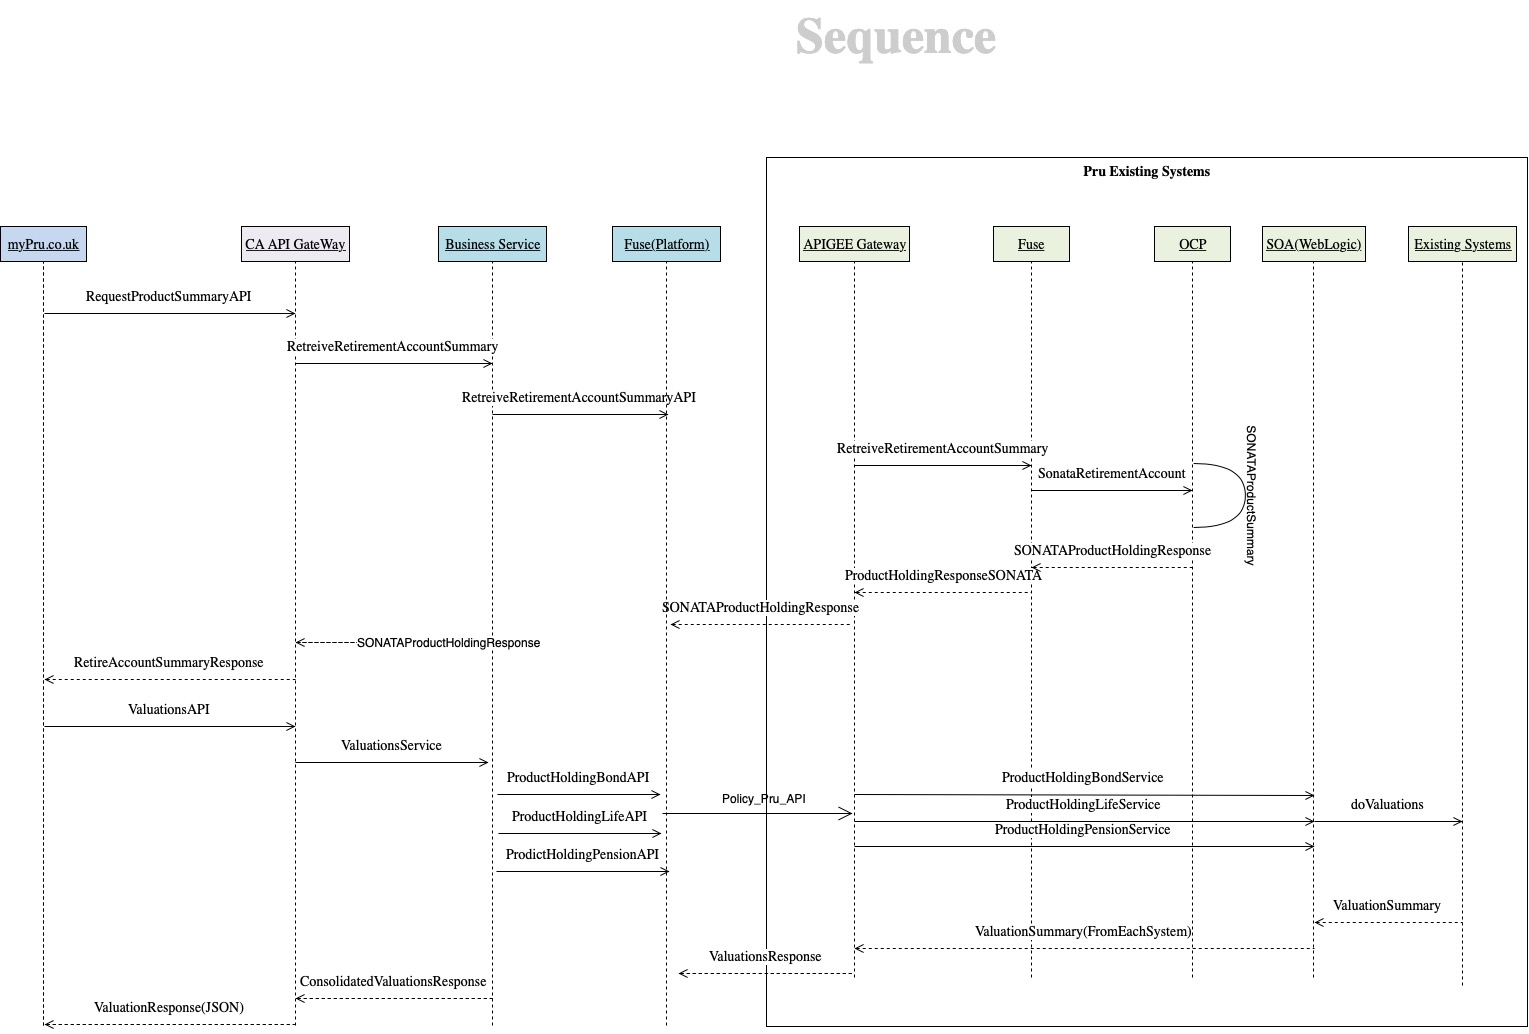 Sequence
Pru Existing Systems
myPru.co.uk
CA API GateWay
Business Service
Fuse(Platform)
APIGEE Gateway
Fuse
OCP
SOA(WebLogic)
Existing Systems
RequestProductSummaryAPI
RetreiveRetirementAccountSummary
RetreiveRetirementAccountSummaryAPI
RetreiveRetirementAccountSummary
SonataRetirementAccount
SONATAProductSummary
SONATAProductHoldingResponse
ProductHoldingResponseSONATA
SONATAProductHoldingResponse
SONATAProductHoldingResponse
RetireAccountSummaryResponse
ValuationsAPI
ValuationsService
ProductHoldingBondAPI
ProductHoldingBondService
Policy_Pru_API
ProductHoldingLifeService
doValuations
ProductHoldingLifeAPI
ProductHoldingPensionService
ProdictHoldingPensionAPI
ValuationSummary
ValuationSummary(FromEachSystem)
ValuationsResponse
ConsolidatedValuationsResponse
ValuationResponse(JSON)